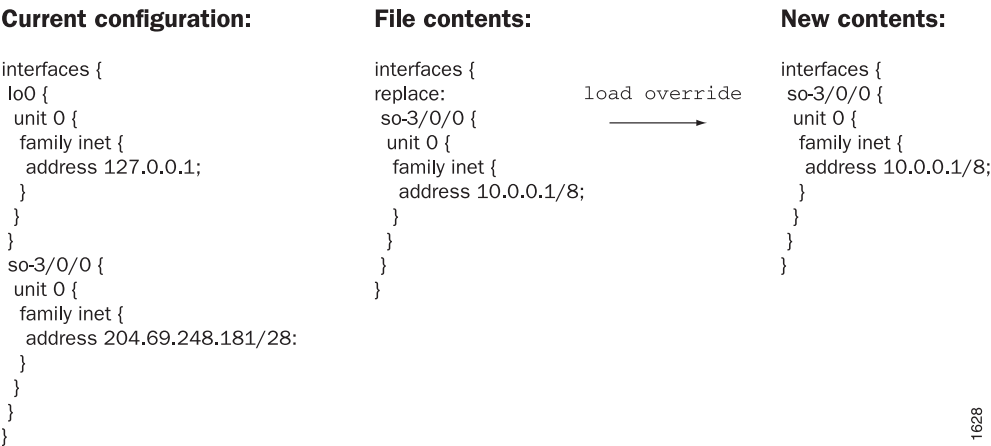 Current configuration:
interfaces {
lo0 {
unit 0 {
family inet {
address 127.0.0.1;
}
}
}
so-3/0/0 {
unit 0 {
family inet {
address 204.69.248.181/28:
}
}
}
}
File contents:
interfaces {
replace:
so-3/0/0 {
unit 0 {
family inet {
address 10.0.0.1/8;
}
}
}
}
load override
New contents:
interfaces {
so-3/0/0 {
unit 0 {
family inet {
address 10.0.0.1/8;
}
}
}
}
1628